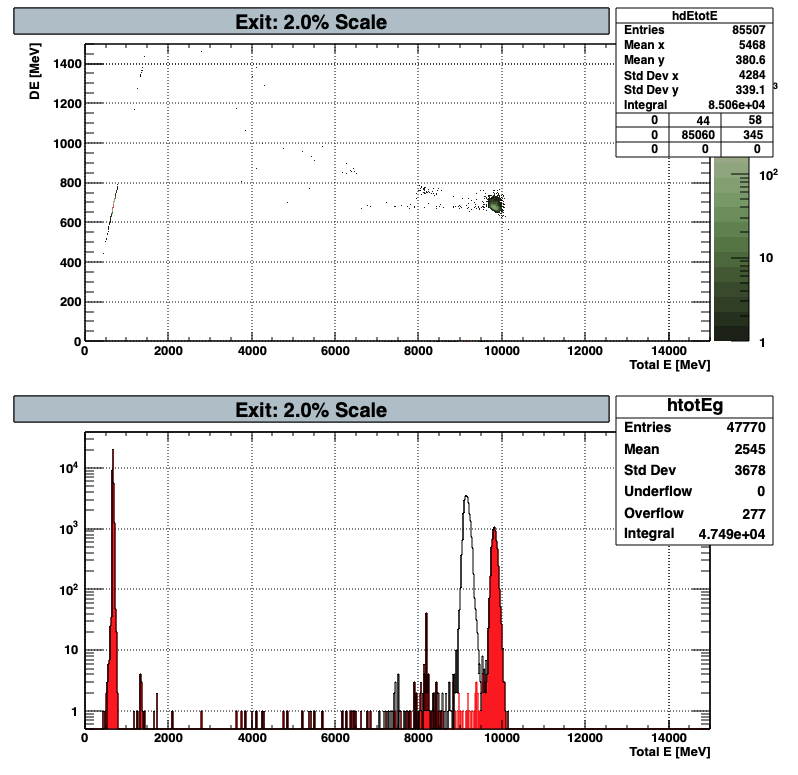 Exit: 2.0% Scale
hdEtotE
Entries 85507
Mean x 5468
Mean y 380.6
Std Dev x 4284
Std Dev y 339.1
Integral 8.506e+04
0 44 58
0 85060 345
0 0 0
DE [MeV]
1400
1200
1000
800
600
400
200
0
3
10²
10
1
0 2000 4000 6000 8000 10000 12000 14000
Total E [MeV]
Exit: 2.0% Scale
htotEg
Entries 47770
Mean 2545
Std Dev 3678
Underflow 0
Overflow 277
Integral 4.749e+04
10⁴
10³
10²
10
1
0 2000 4000 6000 8000 10000 12000 14000
Total E [MeV]